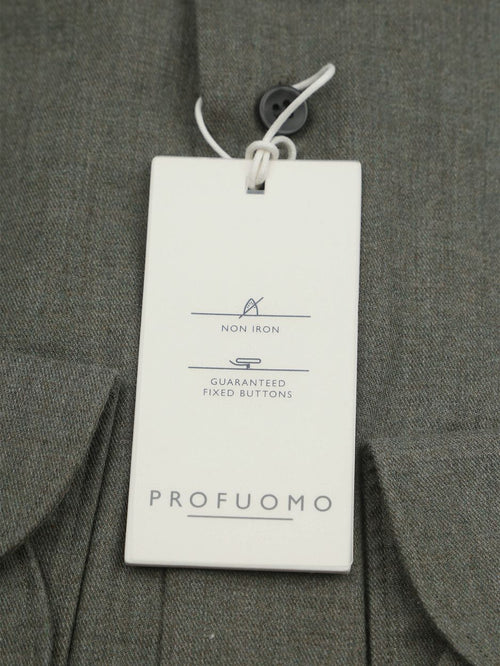 NON IRON
GUARANTEED
FIXED BUTTONS
PROFUOMO